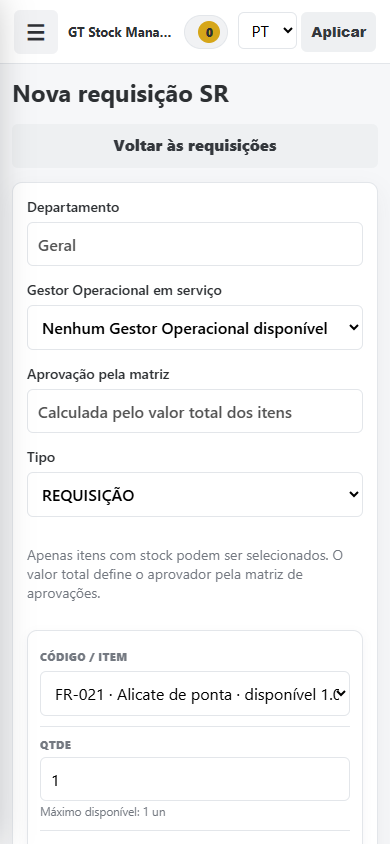 GT Stock Mana...
0
PT
Aplicar
Nova requisição SR
Voltar às requisições
Departamento
Geral
Gestor Operacional em serviço
Nenhum Gestor Operacional disponível
Aprovação pela matriz
Calculada pelo valor total dos itens
Tipo
REQUISIÇÃO
Apenas itens com stock podem ser selecionados. O
valor total define o aprovador pela matriz de
aprovações.
CÓDIGO / ITEM
FR-021 · Alicate de ponta · disponível 1.0
QTDE
1
Máximo disponível: 1 un